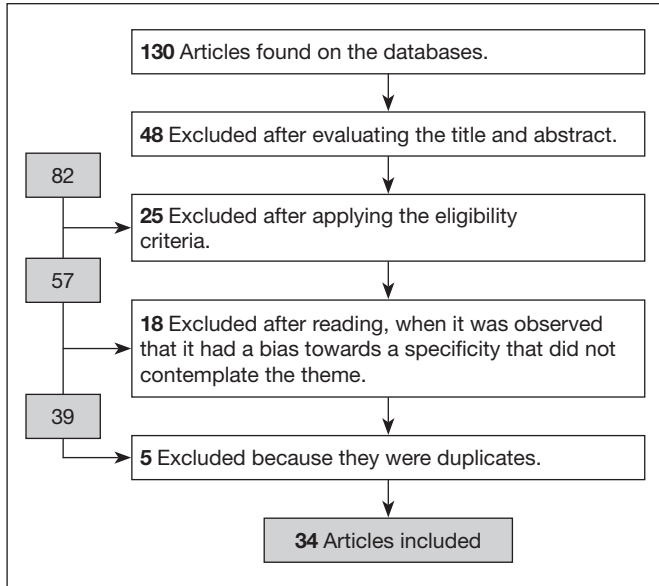 130 Articles found on the databases.
48 Excluded after evaluating the title and abstract.
82
25 Excluded after applying the eligibility
criteria.
57
18 Excluded after reading, when it was observed
that it had a bias towards a specificity that did not
contemplate the theme.
39
5 Excluded because they were duplicates.
34 Articles included